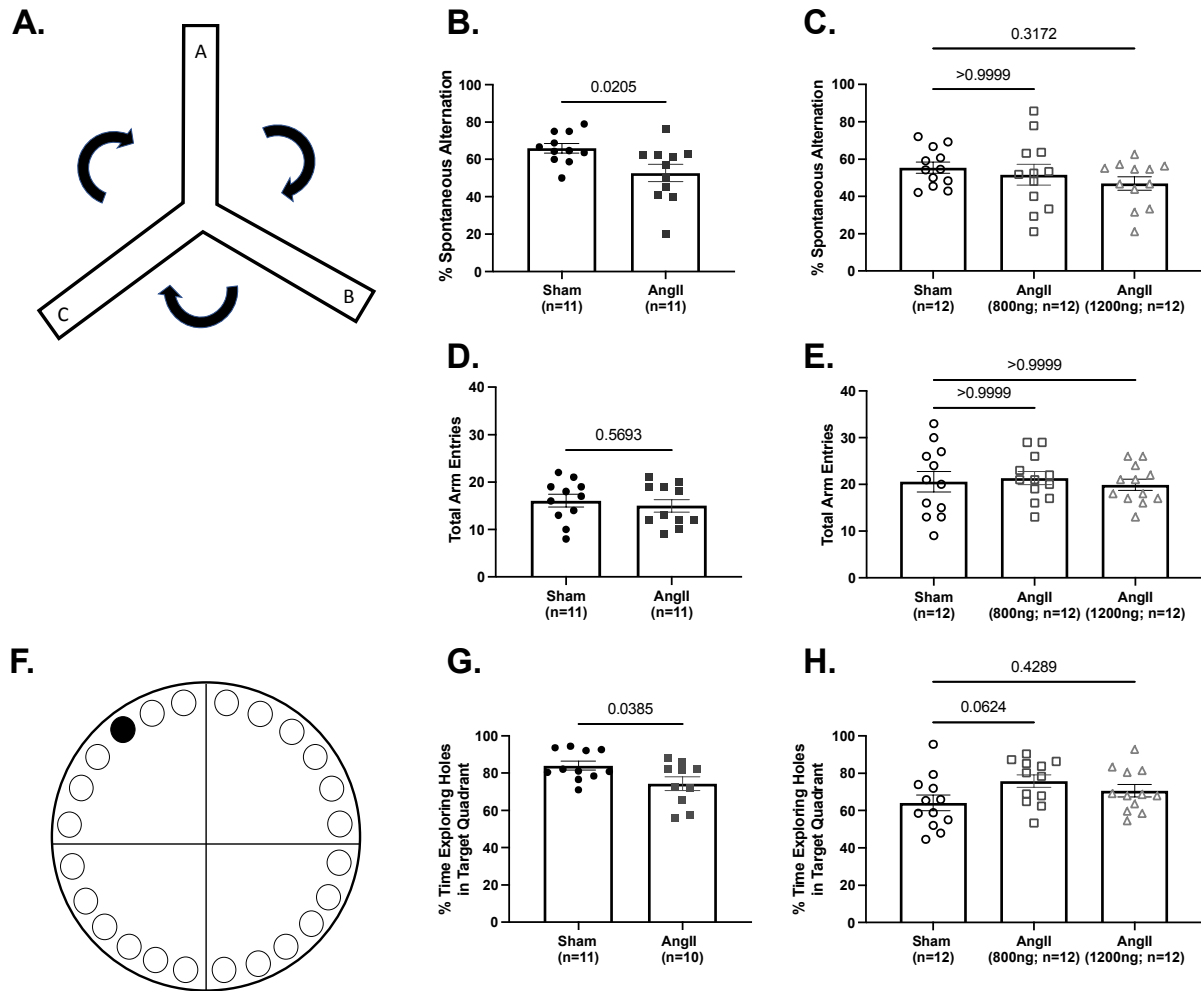 A.
A
B
C
B.
% Spontaneous Alternation
100
80
60
40
20
0
0.0205
Sham
(n=11)
AngII
(n=11)
C.
% Spontaneous Alternation
100
80
60
40
20
0
0.3172
>0.9999
Sham
(n=12)
AngII
(800ng; n=12)
AngII
(1200ng; n=12)
D.
Total Arm Entries
40
30
20
10
0
0.5693
Sham
(n=11)
AngII
(n=11)
E.
Total Arm Entries
40
30
20
10
0
>0.9999
>0.9999
Sham
(n=12)
AngII
(800ng; n=12)
AngII
(1200ng; n=12)
F.
G.
% Time Exploring Holes
in Target Quadrant
100
80
60
40
20
0
0.0385
Sham
(n=11)
AngII
(n=10)
H.
% Time Exploring Holes
in Target Quadrant
100
80
60
40
20
0
0.4289
0.0624
Sham
(n=12)
AngII
(800ng; n=12)
AngII
(1200ng; n=12)